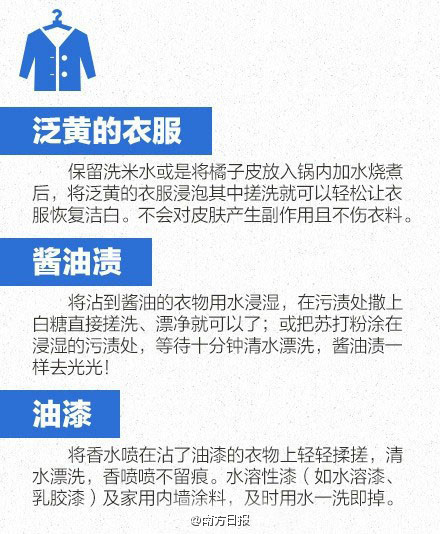 泛黄的衣服
保留洗米水或是将橘子皮放入锅内加水烧煮
后，将泛黄的衣服浸泡其中搓洗就可以轻松让衣
服恢复洁白。不会对皮肤产生副作用且不伤衣料。
酱油渍
将沾到酱油的衣物用水浸湿，在污渍处撒上
白糖直接搓洗、漂净就可以了；或把苏打粉涂在
浸湿的污渍处，等待十分钟清水漂洗，酱油渍一
样去光光！
油漆
将香水喷在沾了油漆的衣物上轻轻揉搓，清
水漂洗，香喷喷不留痕。水溶性漆（如水溶漆、
乳胶漆）及家用内墙涂料，及时用水一洗即掉。
@南方日报